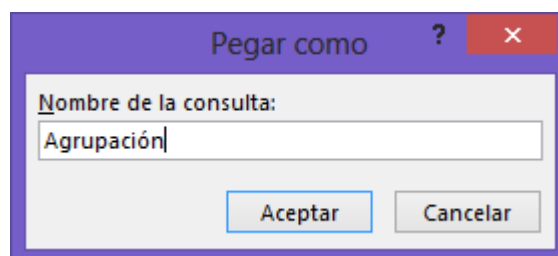 Pegar como ? ×
Nombre de la consulta:
Agrupación
Aceptar Cancelar